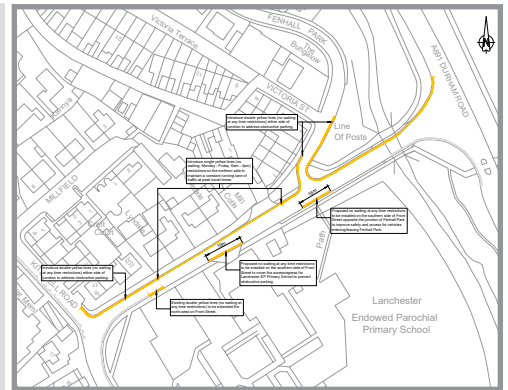 Victoria Terrace
FENHALL PARK
The
Bungalow
VICTORIA ST
A691 DURHAM ROAD
N
Introduce double yellow lines (no waiting
at any time restrictions) either side of
junction to address obstructive parking.
Line
Of Posts
Introduce single yellow lines (no
waiting, Monday - Friday, 8am - 6pm)
restrictions on the northern side to
maintain a constant running lane of
traffic at peak travel times.
MILLFIELD
Court
Path
Proposed no waiting at any time restrictions
to be installed on the southern side of Front
Street opposite the junction of Fenhall Park
to improve safety and access for vehicles
entering/leaving Fenhall Park.
Introduce double yellow lines (no waiting
at any time restrictions) either side of
junction to address obstructive parking.
Proposed no waiting at any time restrictions
to be installed on the southern side of Front
Street to cover the access/egress for
Lanchester EP Primary School to prevent
obstructive parking.
ROAD
Existing double yellow lines (no waiting at
any time restrictions) to be extended the
north-west on Front Street.
Lanchester
Endowed Parochial
Primary School